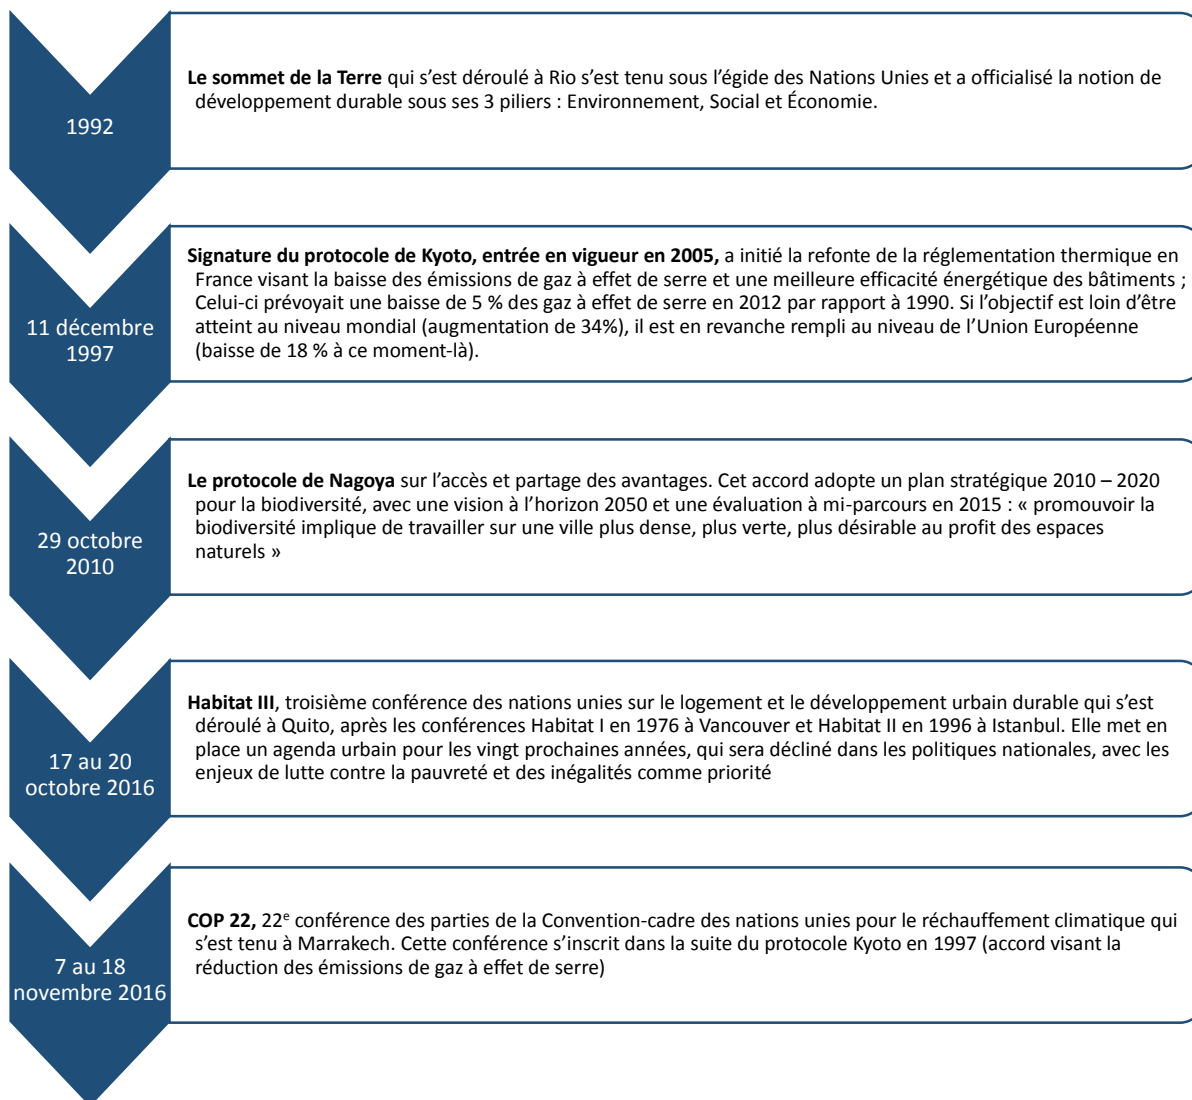 1992
Le sommet de la Terre qui s’est déroulé à Rio s’est tenu sous l’égide des Nations Unies et a officialisé la notion de
développement durable sous ses 3 piliers : Environnement, Social et Économie.
11 décembre
1997
Signature du protocole de Kyoto, entrée en vigueur en 2005, a initié la refonte de la réglementation thermique en
France visant la baisse des émissions de gaz à effet de serre et une meilleure efficacité énergétique des bâtiments ;
Celui-ci prévoyait une baisse de 5 % des gaz à effet de serre en 2012 par rapport à 1990. Si l’objectif est loin d’être
atteint au niveau mondial (augmentation de 34%), il est en revanche rempli au niveau de l’Union Européenne
(baisse de 18 % à ce moment-là).
29 octobre
2010
Le protocole de Nagoya sur l’accès et partage des avantages. Cet accord adopte un plan stratégique 2010 – 2020
pour la biodiversité, avec une vision à l’horizon 2050 et une évaluation à mi-parcours en 2015 : « promouvoir la
biodiversité implique de travailler sur une ville plus dense, plus verte, plus désirable au profit des espaces
naturels »
17 au 20
octobre 2016
Habitat III, troisième conférence des nations unies sur le logement et le développement urbain durable qui s’est
déroulé à Quito, après les conférences Habitat I en 1976 à Vancouver et Habitat II en 1996 à Istanbul. Elle met en
place un agenda urbain pour les vingt prochaines années, qui sera décliné dans les politiques nationales, avec les
enjeux de lutte contre la pauvreté et des inégalités comme priorité
7 au 18
novembre 2016
COP 22, 22e conférence des parties de la Convention-cadre des nations unies pour le réchauffement climatique qui
s’est tenu à Marrakech. Cette conférence s’inscrit dans la suite du protocole Kyoto en 1997 (accord visant la
réduction des émissions de gaz à effet de serre)